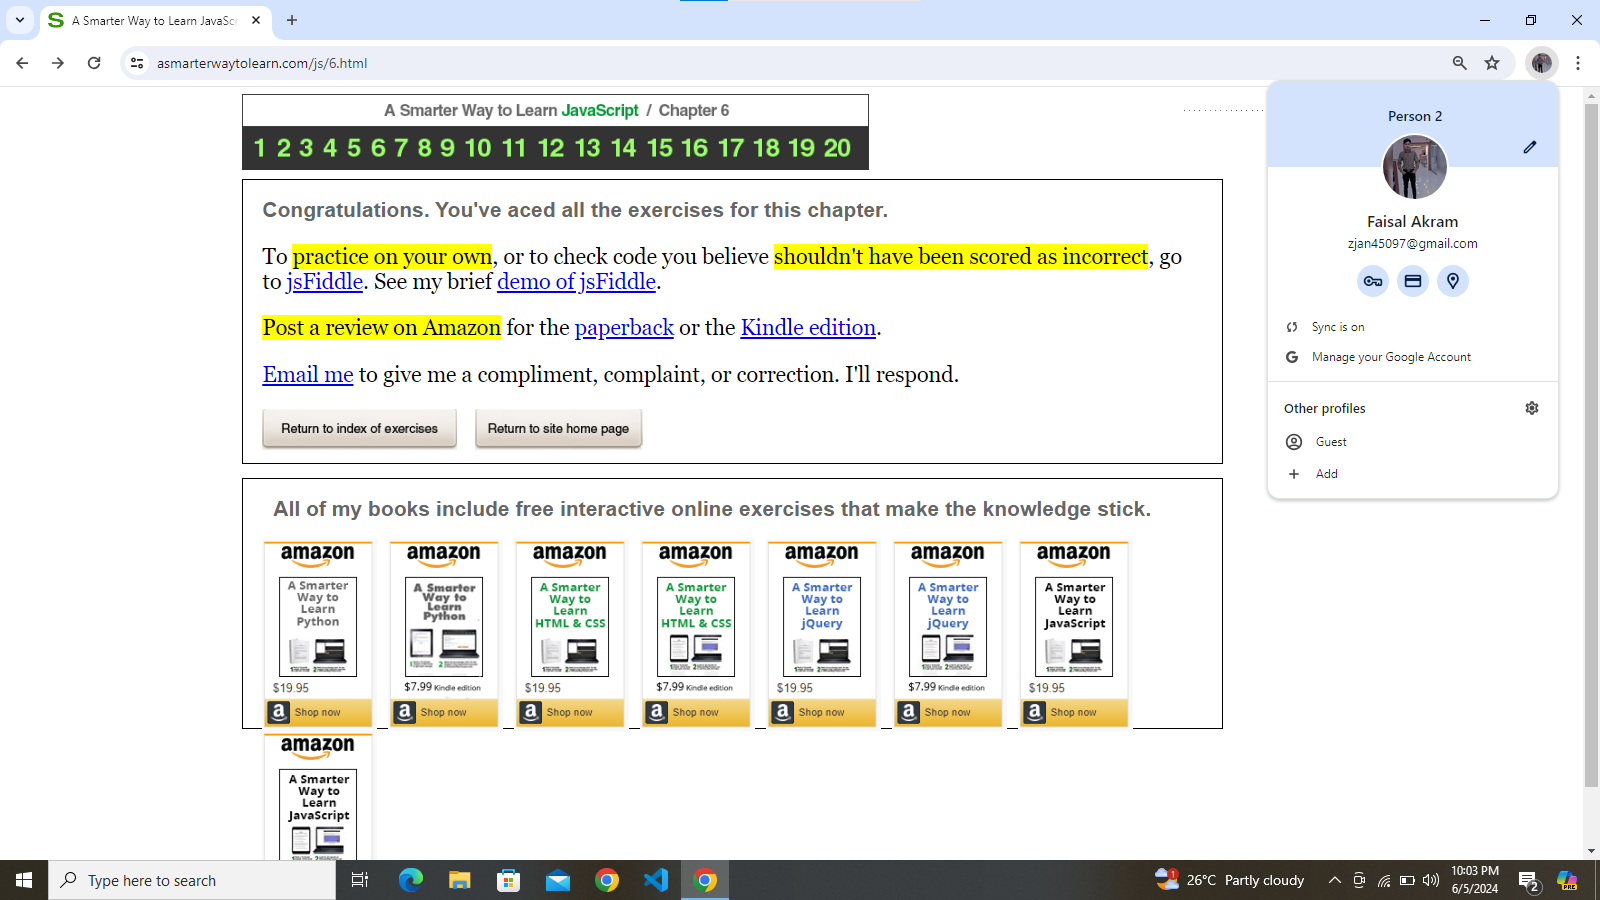 A Smarter Way to Learn JavaScr
asmarterwaytolearn.com/js/6.html
A Smarter Way to Learn JavaScript / Chapter 6
1 2 3 4 5 6 7 8 9 10 11 12 13 14 15 16 17 18 19 20
Congratulations. You've aced all the exercises for this chapter.
To practice on your own, or to check code you believe shouldn't have been scored as incorrect, go
to jsFiddle. See my brief demo of jsFiddle.
Post a review on Amazon for the paperback or the Kindle edition.
Email me to give me a compliment, complaint, or correction. I'll respond.
Return to index of exercises
Return to site home page
Person 2
Faisal Akram
zjan45097@gmail.com
Sync is on
Manage your Google Account
Other profiles
Guest
Add
All of my books include free interactive online exercises that make the knowledge stick.
amazon
A Smarter
Way to
Learn
Python
$19.95
a Shop now
amazon
A Smarter
Way to
Learn
Python
$7.99 Kindle edition
a Shop now
amazon
A Smarter
Way to
Learn
HTML & CSS
$19.95
a Shop now
amazon
A Smarter
Way to
Learn
HTML & CSS
$7.99 Kindle edition
a Shop now
amazon
A Smarter
Way to
Learn
jQuery
$19.95
a Shop now
amazon
A Smarter
Way to
Learn
jQuery
$7.99 Kindle edition
a Shop now
amazon
A Smarter
Way to
Learn
JavaScript
$19.95
a Shop now
amazon
A Smarter
Way to
Learn
JavaScript
Type here to search
1
26°C Partly cloudy
10:03 PM
6/5/2024
2
PRE